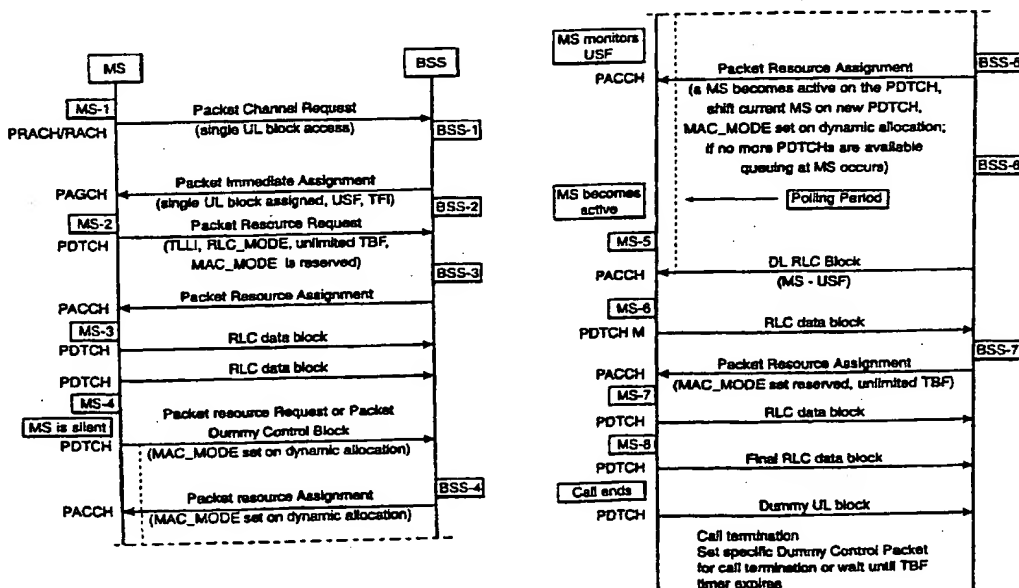 MS
BSS
MS-1
Packet Channel Request
PRACH/RACH
(single UL block access)
BSS-1
Packet Immediate Assignment
PAGCH
(single UL block assigned, USF, TFI)
BSS-2
MS-2
Packet Resource Request
PDTCH
(TLLI, RLC_MODE, unlimited TBF,
MAC_MODE is reserved)
BSS-3
Packet Resource Assignment
PACCH
MS-3
RLC data block
PDTCH
RLC data block
PDTCH
MS-4
Packet resource Request or Packet
MS is silent
Dummy Control Block
PDTCH
(MAC_MODE set on dynamic allocation)
BSS-4
Packet resource Assignment
PACCH
(MAC_MODE set on dynamic allocation)
MS monitors
USF
BSS-5
Packet Resource Assignment
PACCH
(a MS becomes active on the PDTCH,
shift current MS on new PDTCH,
MAC_MODE set on dynamic allocation;
if no more PDTCHs are available
queuing at MS occurs)
BSS-6
MS becomes
active
Polling Period
MS-5
DL RLC Block
PACCH
(MS - USF)
MS-6
RLC data block
PDTCH M
BSS-7
Packet Resource Assignment
PACCH
(MAC_MODE set reserved, unlimited TBF)
MS-7
RLC data block
PDTCH
MS-8
Final RLC data block
PDTCH
Call ends
Dummy UL block
PDTCH
Call termination
Set specific Dummy Control Packet
for call termination or wait until TBF
timer expires